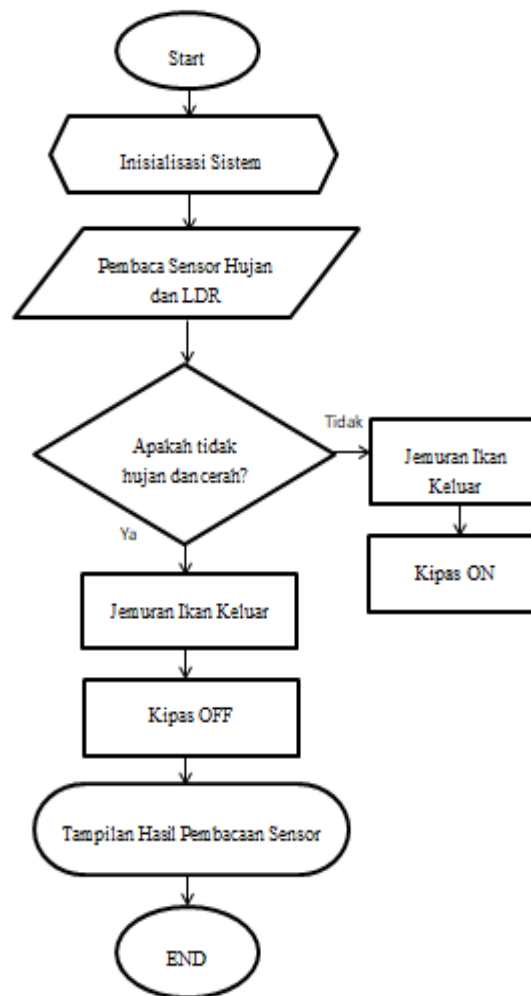 Start
Inisialisasi Sistem
Pembaca Sensor Hujan
dan LDR
Apakah tidak
hujan dan cerah?
Tidak
Jemuran Ikan
Keluar
Kipas ON
Ya
Jemuran Ikan Keluar
Kipas OFF
Tampilan Hasil Pembacaan Sensor
END